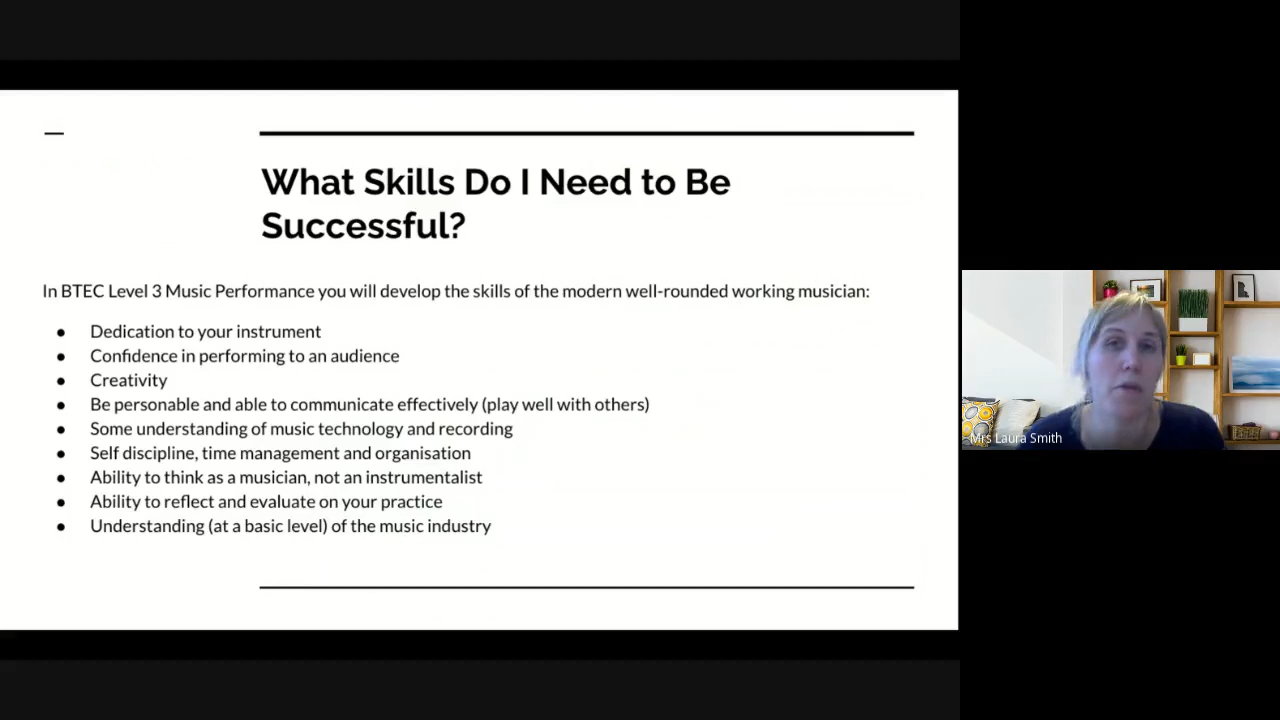 What Skills Do I Need to Be
Successful?
In BTEC Level 3 Music Performance you will develop the skills of the modern well-rounded working musician:
● Dedication to your instrument
● Confidence in performing to an audience
● Creativity
● Be personable and able to communicate effectively (play well with others)
● Some understanding of music technology and recording
● Self discipline, time management and organisation
● Ability to think as a musician, not an instrumentalist
● Ability to reflect and evaluate on your practice
● Understanding (at a basic level) of the music industry
Mrs Laura Smith